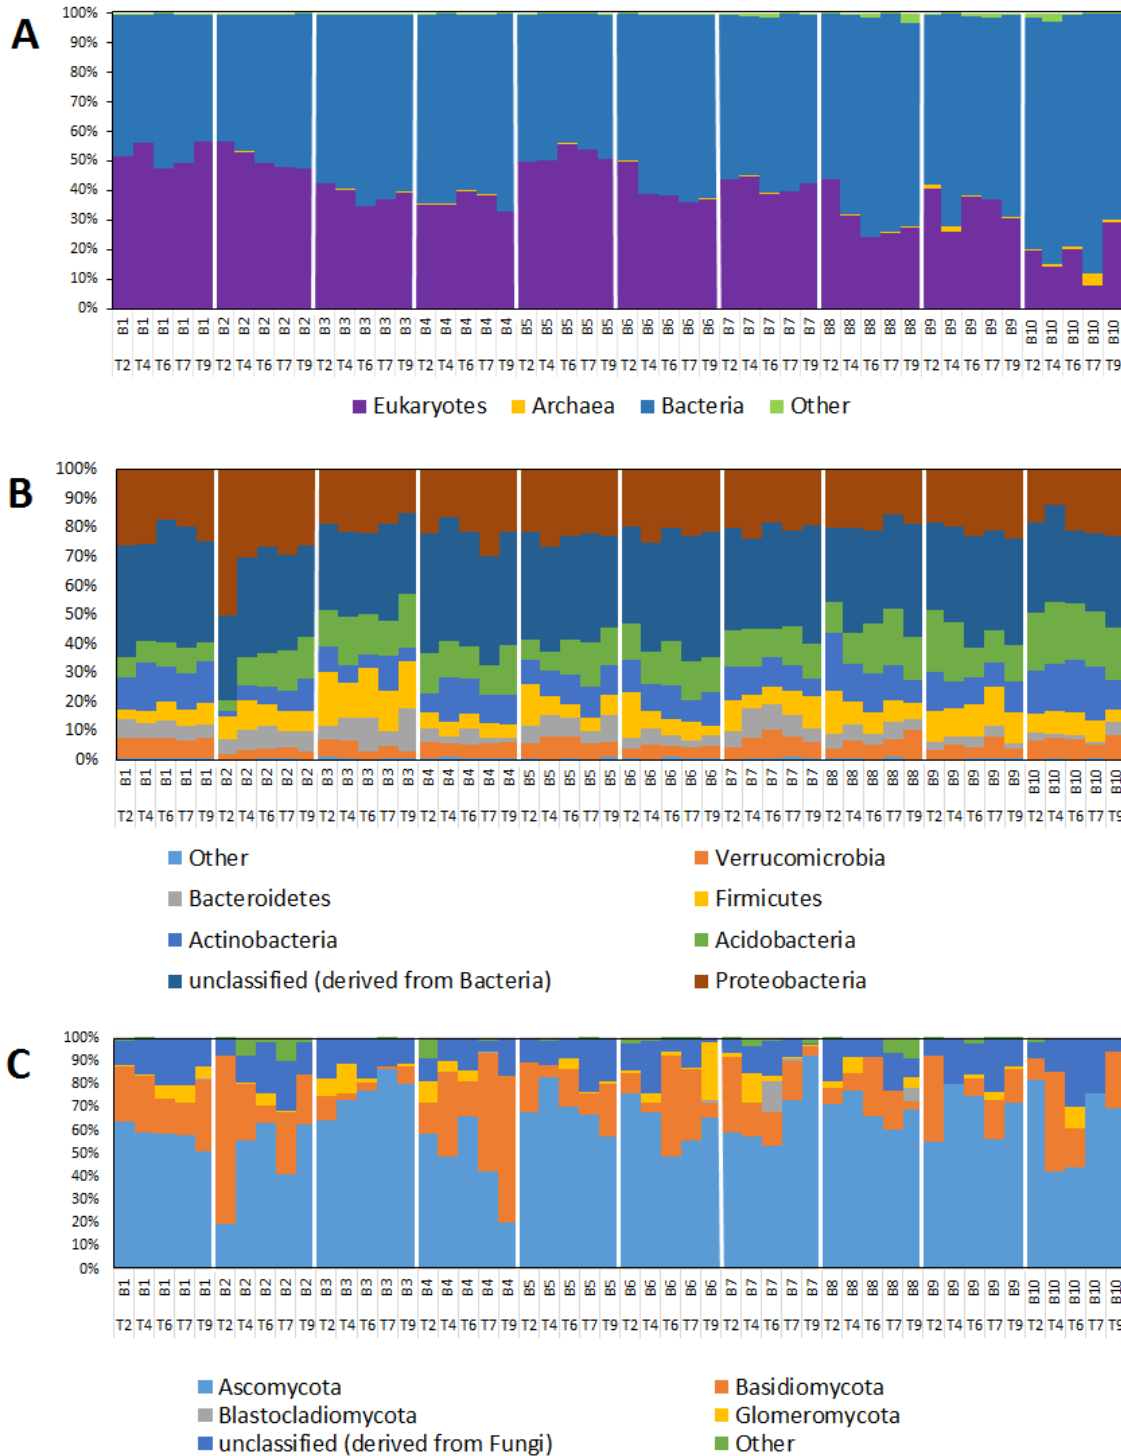 A
100%
90%
80%
70%
60%
50%
40%
30%
20%
10%
0%
B1 B1 B1 B1 B1 B2 B2 B2 B2 B2 B3 B3 B3 B3 B3 B4 B4 B4 B4 B4 B5 B5 B5 B5 B5 B6 B6 B6 B6 B6 B7 B7 B7 B7 B7 B8 B8 B8 B8 B8 B9 B9 B9 B9 B9 B10 B10 B10 B10 B10
T2 T4 T6 T7 T9 T2 T4 T6 T7 T9 T2 T4 T6 T7 T9 T2 T4 T6 T7 T9 T2 T4 T6 T7 T9 T2 T4 T6 T7 T9 T2 T4 T6 T7 T9 T2 T4 T6 T7 T9 T2 T4 T6 T7 T9 T2 T4 T6 T7 T9
Eukaryotes Archaea Bacteria Other
B
100%
90%
80%
70%
60%
50%
40%
30%
20%
10%
0%
B1 B1 B1 B1 B1 B2 B2 B2 B2 B2 B3 B3 B3 B3 B3 B4 B4 B4 B4 B4 B5 B5 B5 B5 B5 B6 B6 B6 B6 B6 B7 B7 B7 B7 B7 B8 B8 B8 B8 B8 B9 B9 B9 B9 B9 B10 B10 B10 B10 B10
T2 T4 T6 T7 T9 T2 T4 T6 T7 T9 T2 T4 T6 T7 T9 T2 T4 T6 T7 T9 T2 T4 T6 T7 T9 T2 T4 T6 T7 T9 T2 T4 T6 T7 T9 T2 T4 T6 T7 T9 T2 T4 T6 T7 T9 T2 T4 T6 T7 T9
Other Verrucomicrobia
Bacteroidetes Firmicutes
Actinobacteria Acidobacteria
unclassified (derived from Bacteria) Proteobacteria
C
100%
90%
80%
70%
60%
50%
40%
30%
20%
10%
0%
B1 B1 B1 B1 B1 B2 B2 B2 B2 B2 B3 B3 B3 B3 B3 B4 B4 B4 B4 B4 B5 B5 B5 B5 B5 B6 B6 B6 B6 B6 B7 B7 B7 B7 B7 B8 B8 B8 B8 B8 B9 B9 B9 B9 B9 B10 B10 B10 B10 B10
T2 T4 T6 T7 T9 T2 T4 T6 T7 T9 T2 T4 T6 T7 T9 T2 T4 T6 T7 T9 T2 T4 T6 T7 T9 T2 T4 T6 T7 T9 T2 T4 T6 T7 T9 T2 T4 T6 T7 T9 T2 T4 T6 T7 T9 T2 T4 T6 T7 T9
Ascomycota Basidiomycota
Blastocladiomycota Glomeromycota
unclassified (derived from Fungi) Other